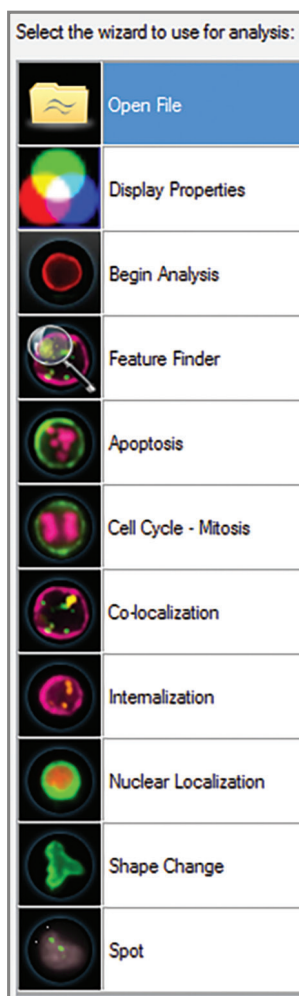 Select the wizard to use for analysis:
Open File
Display Properties
Begin Analysis
Feature Finder
Apoptosis
Cell Cycle - Mitosis
Co-localization
Internalization
Nuclear Localization
Shape Change
Spot